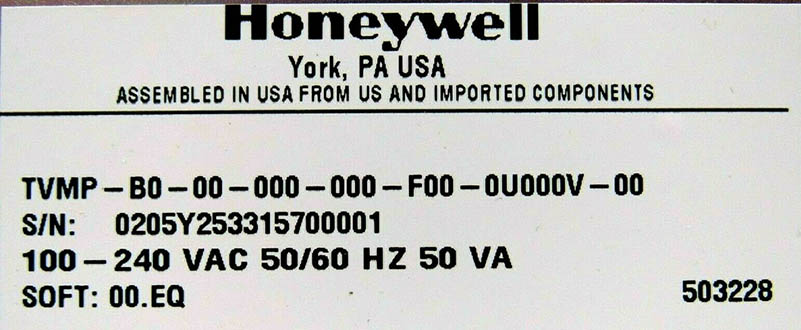 Honeywell
York, PA USA
ASSEMBLED IN USA FROM US AND IMPORTED COMPONENTS
TVMP-B0-00-000-000-F00-0U000V-00
S/N: 0205Y253315700001
100-240 VAC 50/60 HZ 50 VA
SOFT: 00.EQ 503228